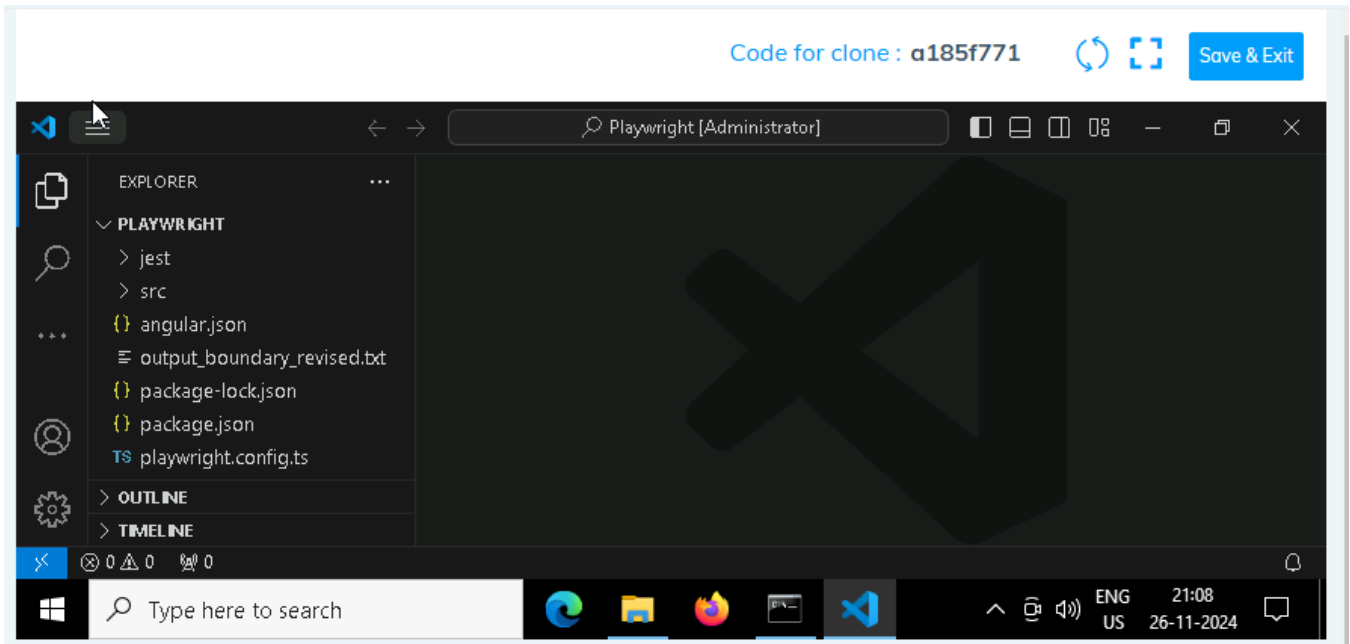 Code for clone : a185f771
Save & Exit
Playwright [Administrator]
EXPLORER
PLAYWRIGHT
jest
src
{} angular.json
output_boundary_revised.txt
{} package-lock.json
{} package.json
TS playwright.config.ts
OUTLINE
TIMELINE
0 0 0
Type here to search
ENG
US
21:08
26-11-2024